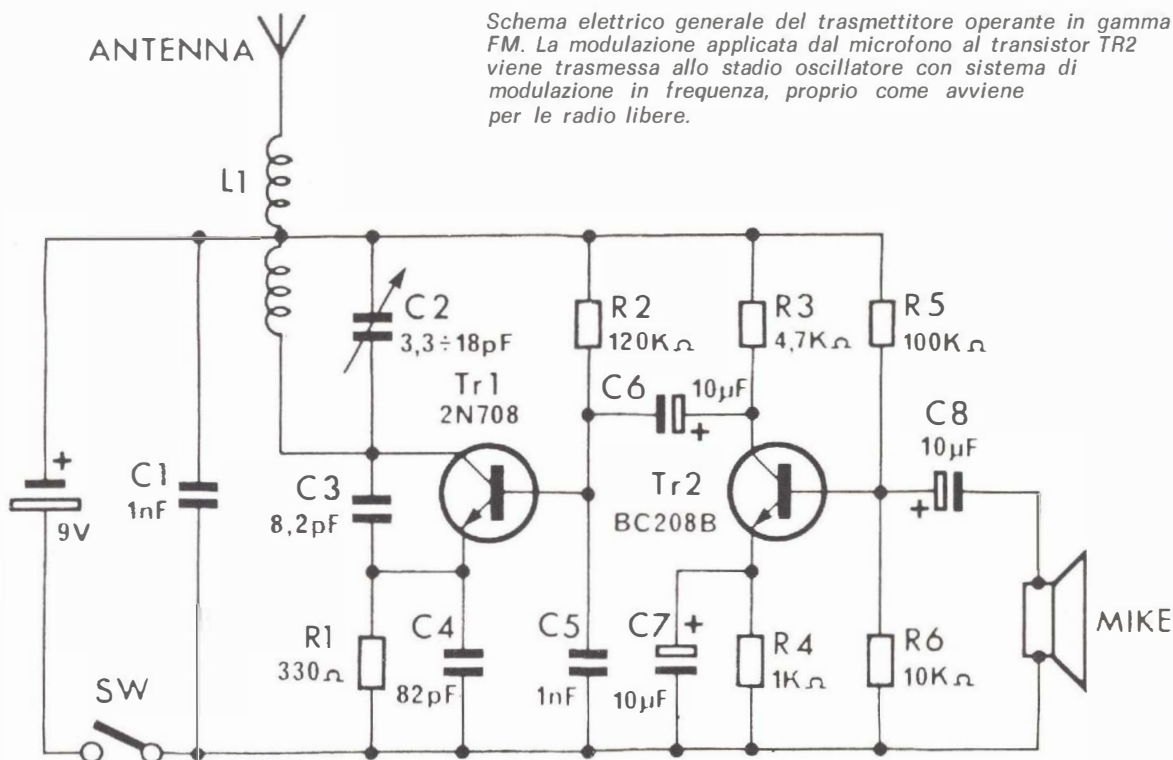 Schema elettrico generale del trasmettitore operante in gamma
FM. La modulazione applicata dal microfono al transistor TR2
viene trasmessa allo stadio oscillatore con sistema di
modulazione in frequenza, proprio come avviene
per le radio libere.
ANTENNA
L1
C2
3,3÷18pF
R2
120KΩ
R3
4,7KΩ
R5
100KΩ
Tr1
2N708
C6
10µF
+
C8
10µF
+
+
9V
C1
1nF
C3
8,2pF
Tr2
BC208B
R1
330Ω
C4
82pF
C5
1nF
C7
+
10µF
R4
1KΩ
R6
10KΩ
MIKE
SW